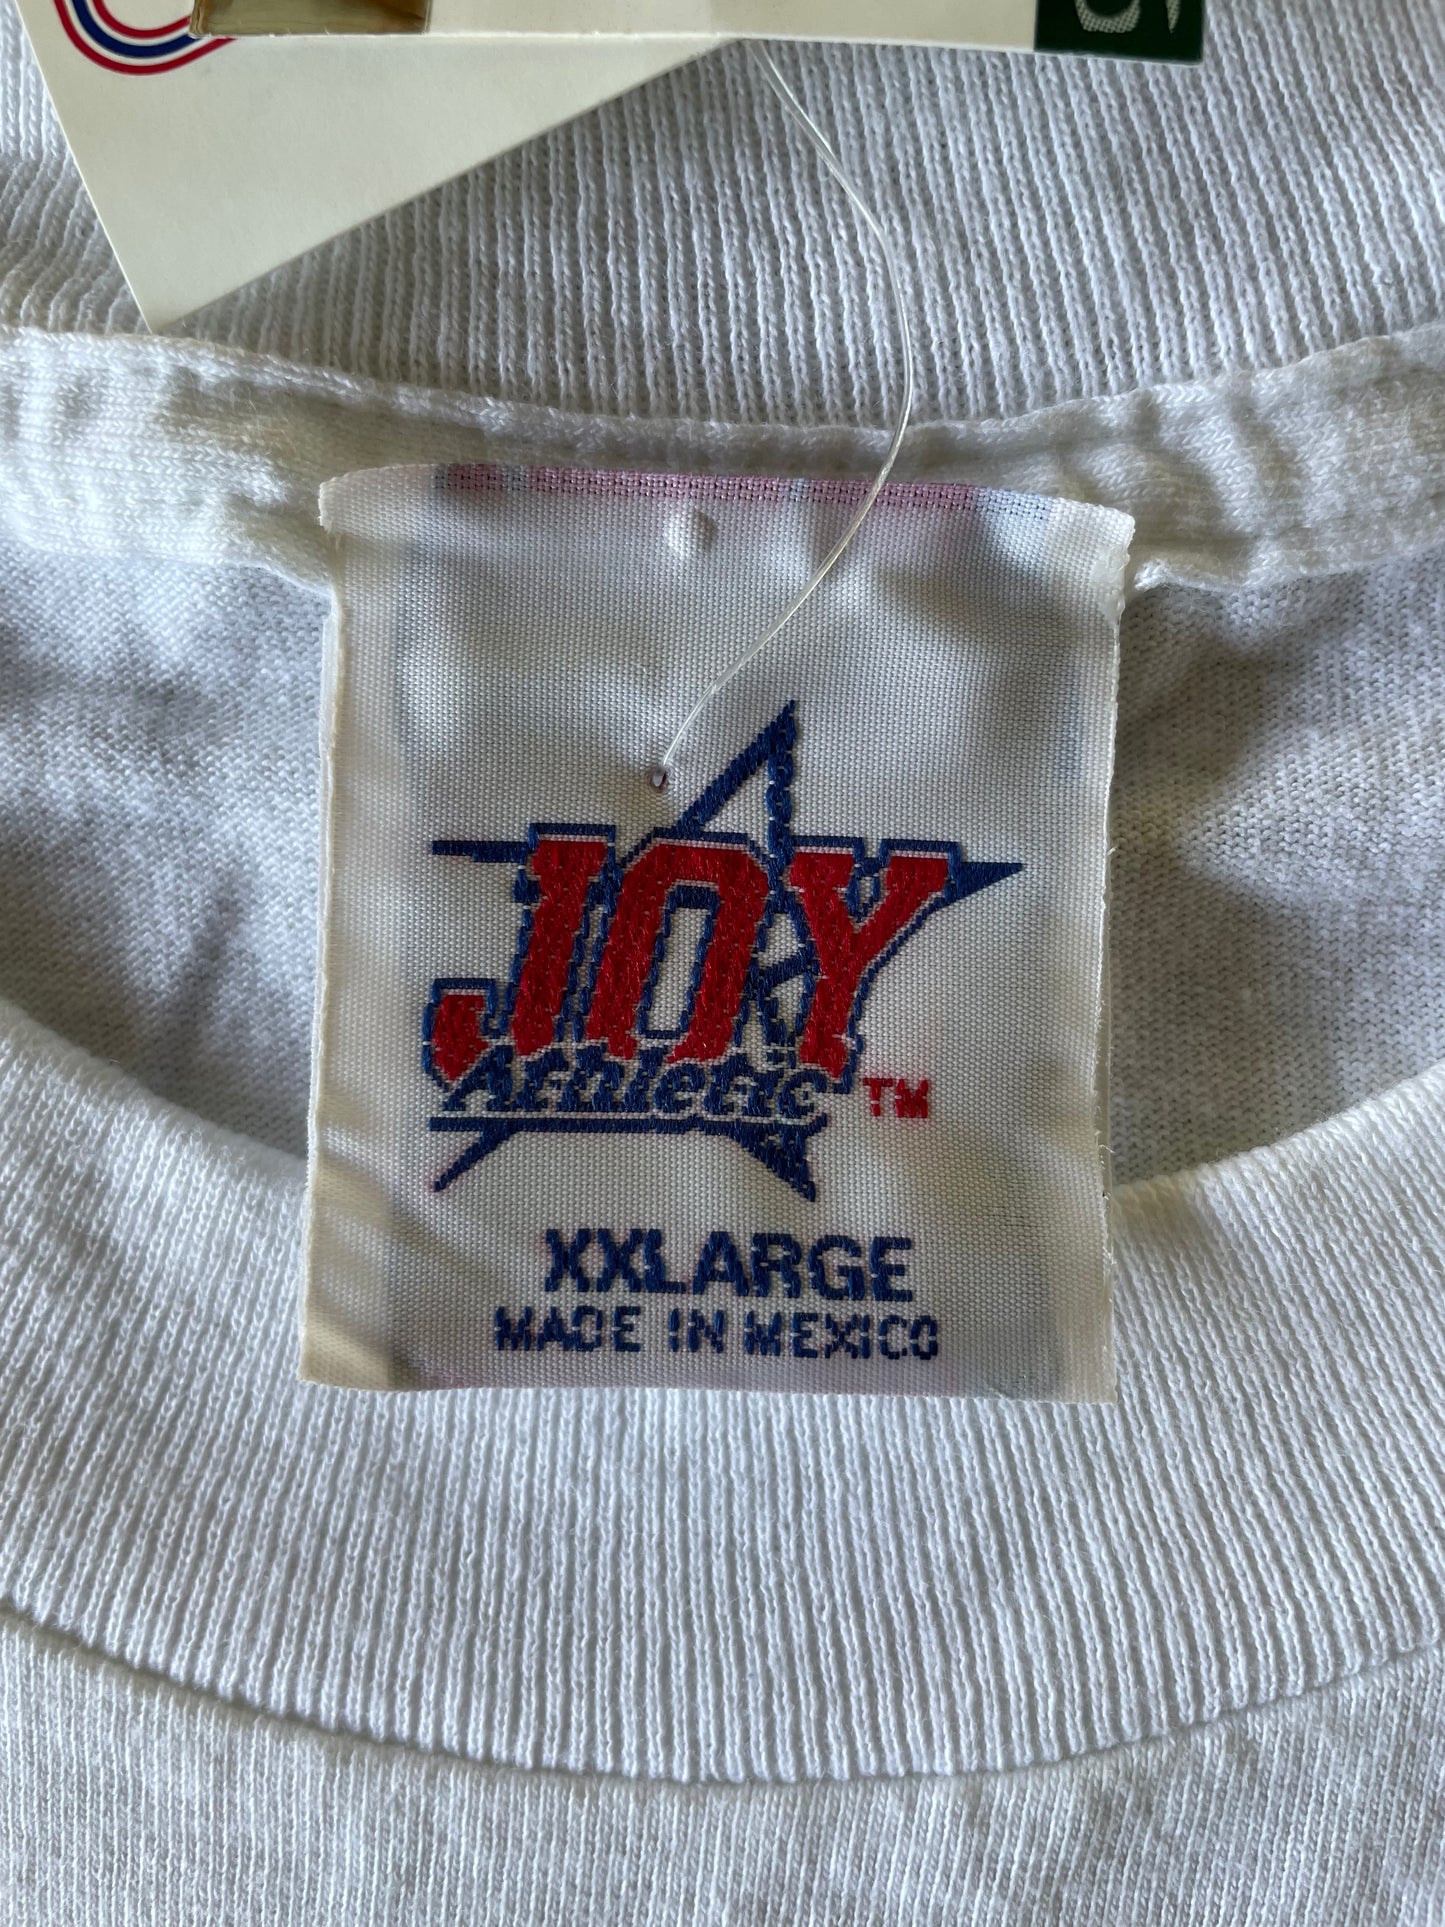 JOY
Athletic TM
XXLARGE
MADE IN MEXICO